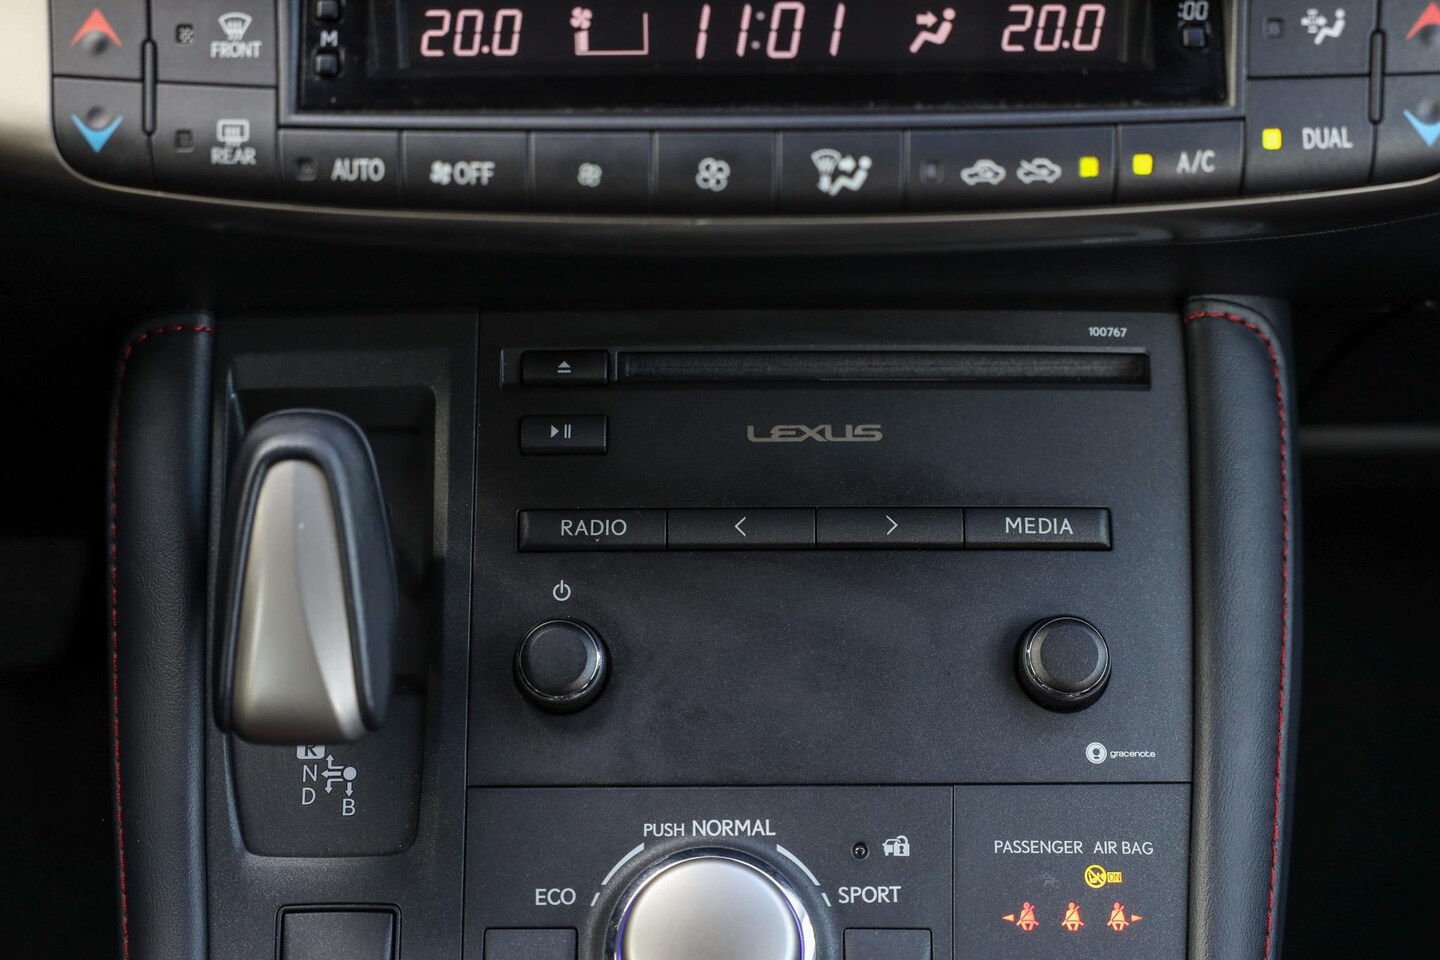 20.0 11:01 20.0 :00
FRONT M
REAR AUTO OFF A/C DUAL
100767
LEXUS
RADIO < > MEDIA
gracenote
R
N
D B
PUSH NORMAL
ECO SPORT
PASSENGER AIR BAG
ON